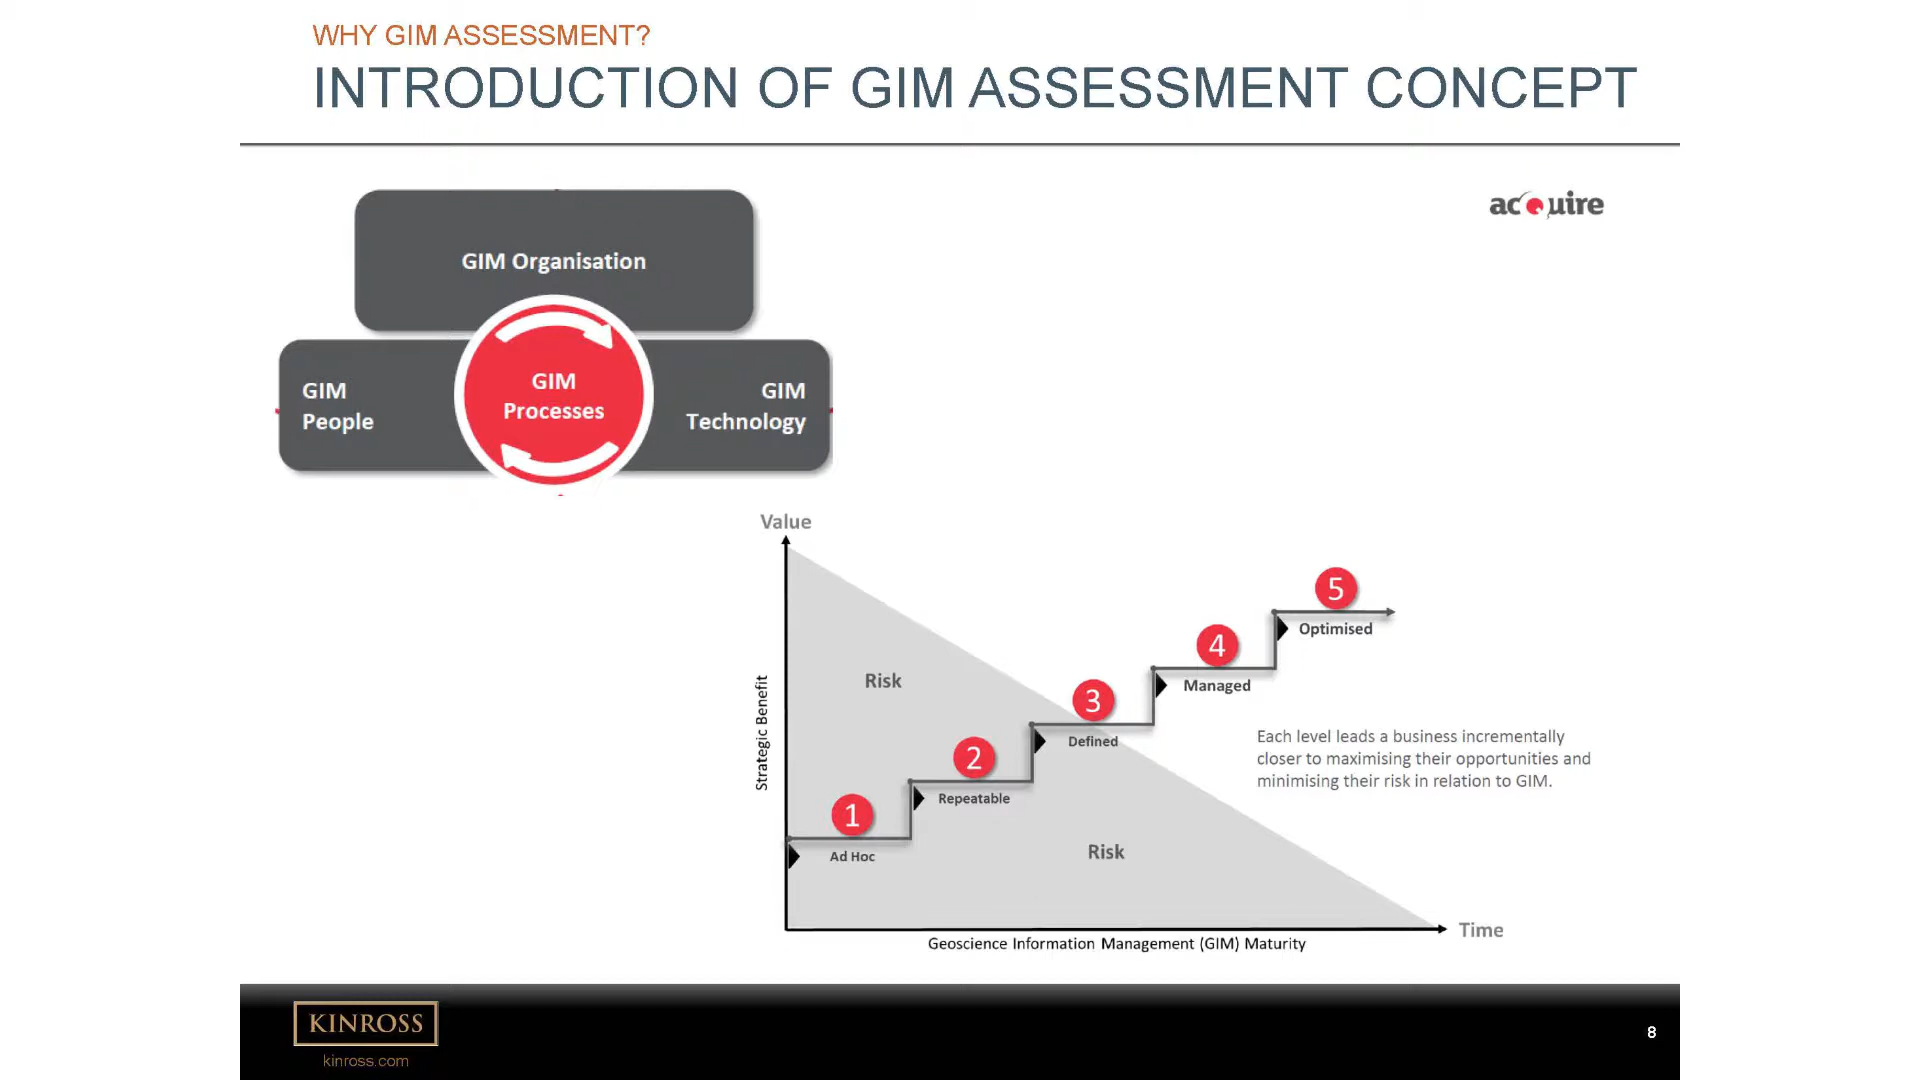 WHY GIM ASSESSMENT?
INTRODUCTION OF GIM ASSESSMENT CONCEPT
acquire
GIM Organisation
GIM
People
GIM
Processes
GIM
Technology
Value
Strategic Benefit
Risk
Risk
1
Ad Hoc
2
Repeatable
3
Defined
4
Managed
5
Optimised
Each level leads a business incrementally
closer to maximising their opportunities and
minimising their risk in relation to GIM.
Time
Geoscience Information Management (GIM) Maturity
KINROSS
kinross.com
8